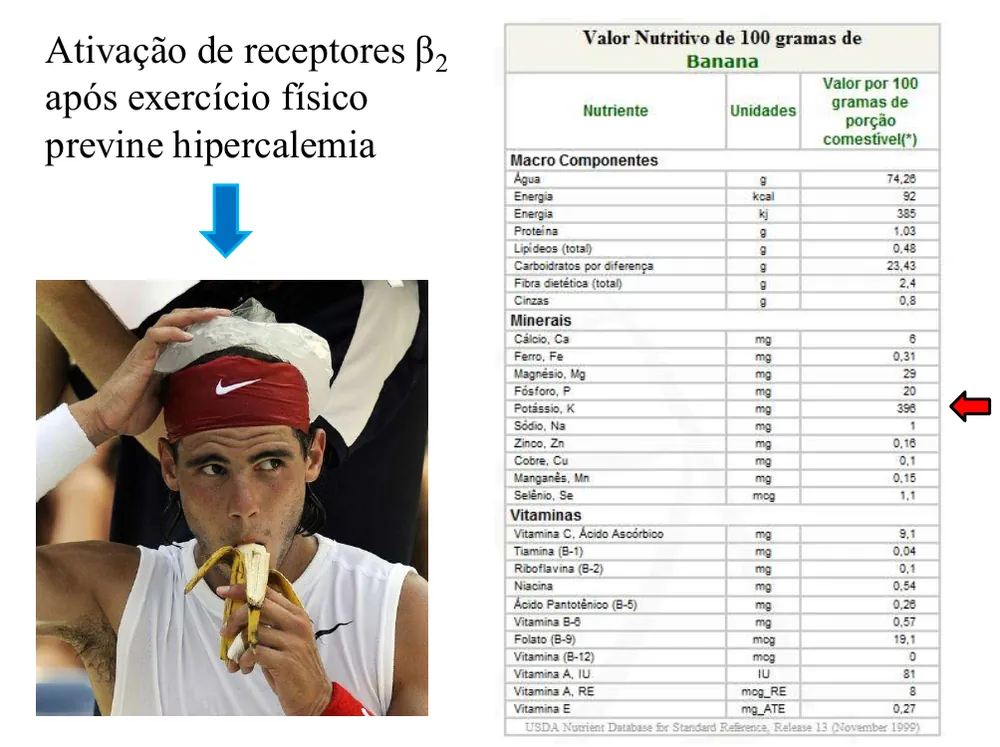 Ativação de receptores β₂
após exercício físico
previne hipercalemia
Valor Nutritivo de 100 gramas de
Banana
Nutriente Unidades Valor por 100 gramas de porção comestível(*)
Macro Componentes
Água g 74,26
Energia kcal 92
Energia kj 385
Proteína g 1,03
Lipídeos (total) g 0,48
Carboidratos por diferença g 23,43
Fibra dietética (total) g 2,4
Cinzas g 0,8
Minerais
Cálcio, Ca mg 6
Ferro, Fe mg 0,31
Magnésio, Mg mg 29
Fósforo, P mg 20
Potássio, K mg 396
Sódio, Na mg 1
Zinco, Zn mg 0,16
Cobre, Cu mg 0,1
Manganês, Mn mg 0,15
Selênio, Se mcg 1,1
Vitaminas
Vitamina C, Ácido Ascórbico mg 9,1
Tiamina (B-1) mg 0,04
Riboflavina (B-2) mg 0,1
Niacina mg 0,54
Ácido Pantotênico (B-5) mg 0,26
Vitamina B-6 mg 0,57
Folato (B-9) mcg 19,1
Vitamina (B-12) mcg 0
Vitamina A, IU IU 81
Vitamina A, RE mcg_RE 8
Vitamina E mg_ATE 0,27
USDA Nutrient Database for Standard Reference, Release 13 (November 1999)